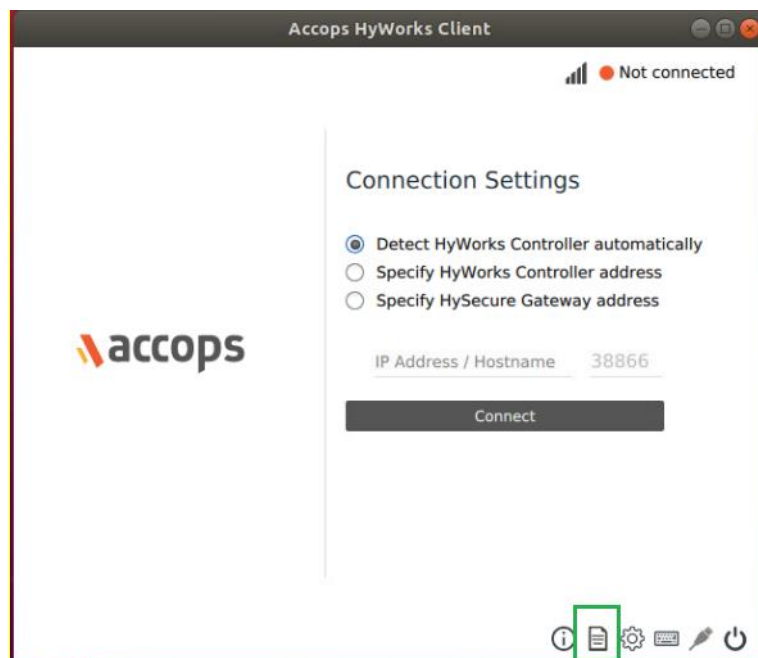 Accops HyWorks Client
Not connected
Connection Settings
Detect HyWorks Controller automatically
Specify HyWorks Controller address
Specify HySecure Gateway address
accops
IP Address / Hostname 38866
Connect